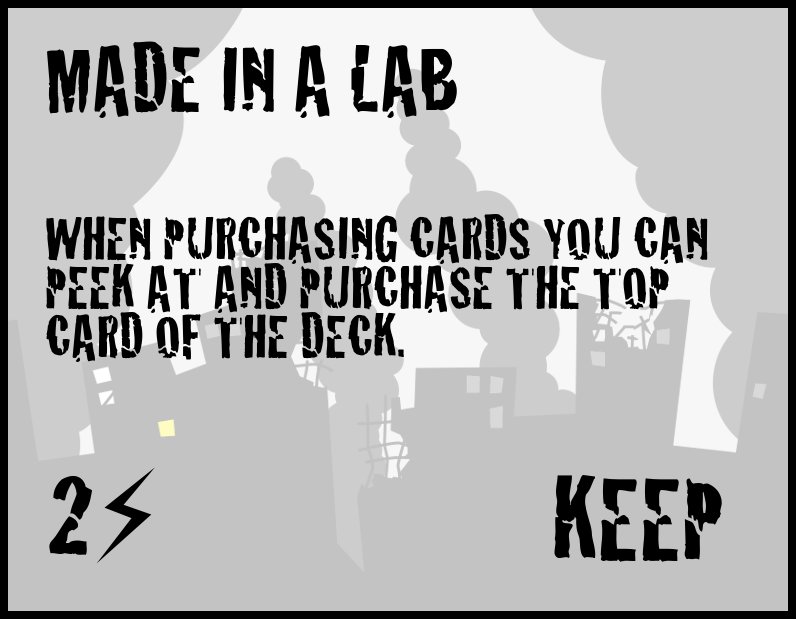 MADE IN A LAB
WHEN PURCHASING CARDS YOU CAN
PEEK AT AND PURCHASE THE TOP
CARD OF THE DECK.
2⚡
KEEP